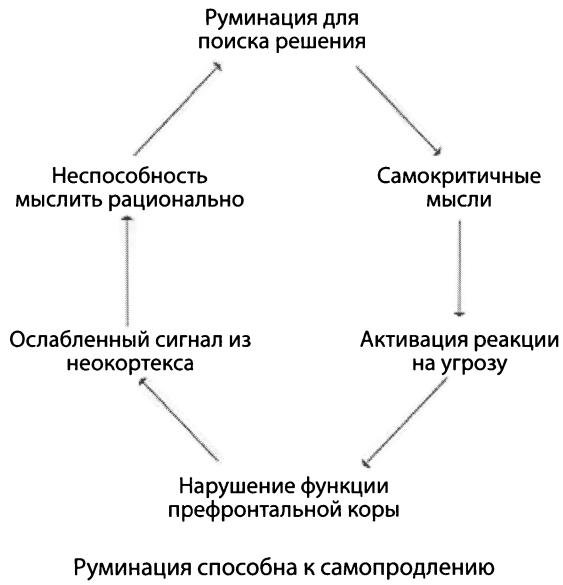 Руминация для
поиска решения
Неспособность
мыслить рационально
Самокритичные
мысли
Ослабленный сигнал из
неокортекса
Активация реакции
на угрозу
Нарушение функции
префронтальной коры
Руминация способна к самопродлению